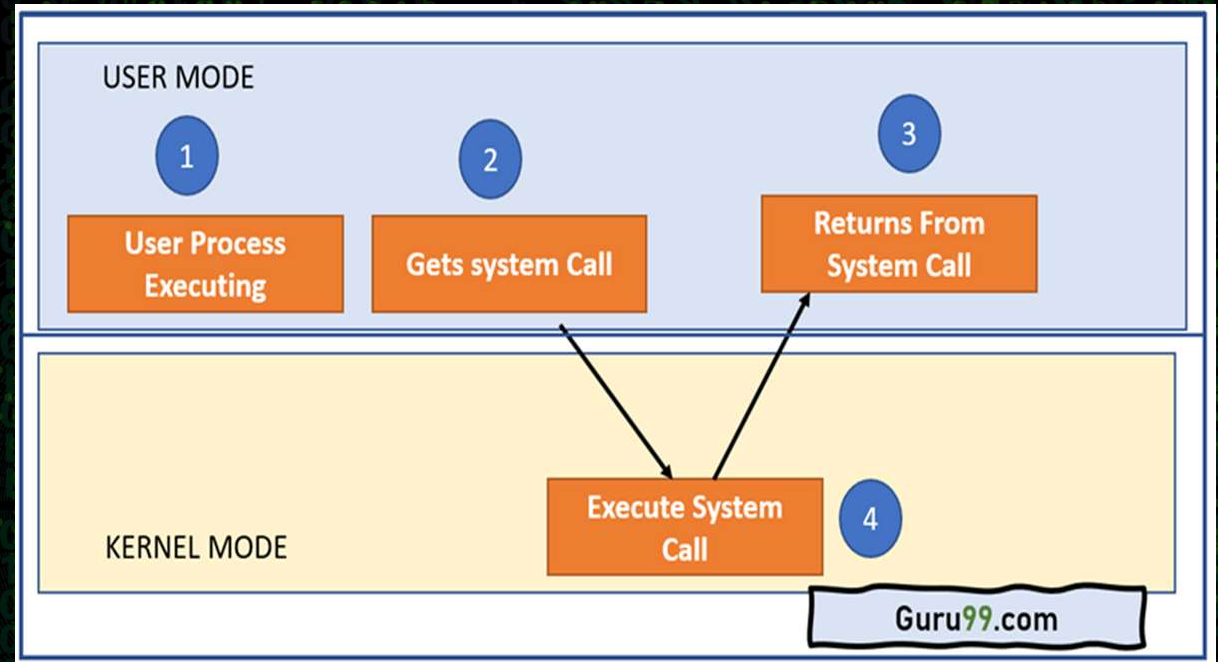 USER MODE
1
2
3
User Process
Executing
Gets system Call
Returns From
System Call
Execute System
Call
4
KERNEL MODE
Guru99.com